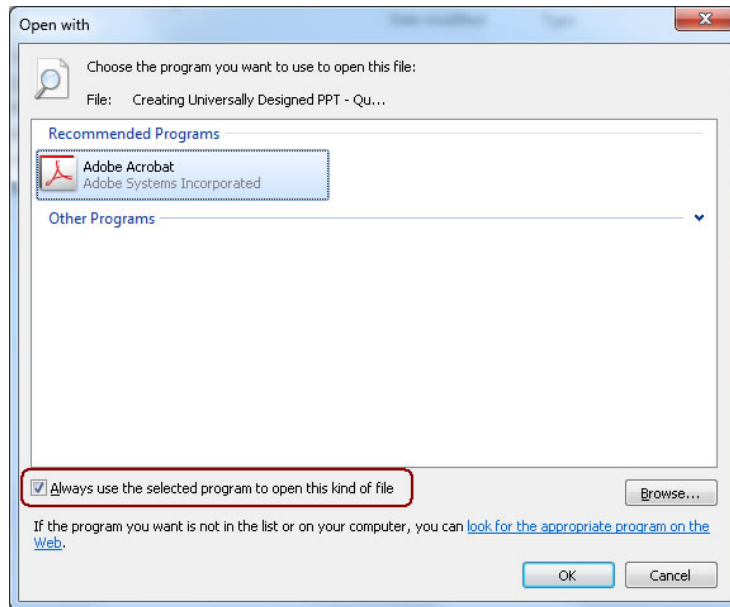 Open with
Date modified Type
Choose the program you want to use to open this file:
File: Creating Universally Designed PPT - Qu...
Recommended Programs
Adobe Acrobat
Adobe Systems Incorporated
Other Programs
Always use the selected program to open this kind of file
Browse...
If the program you want is not in the list or on your computer, you can look for the appropriate program on the
Web.
OK Cancel